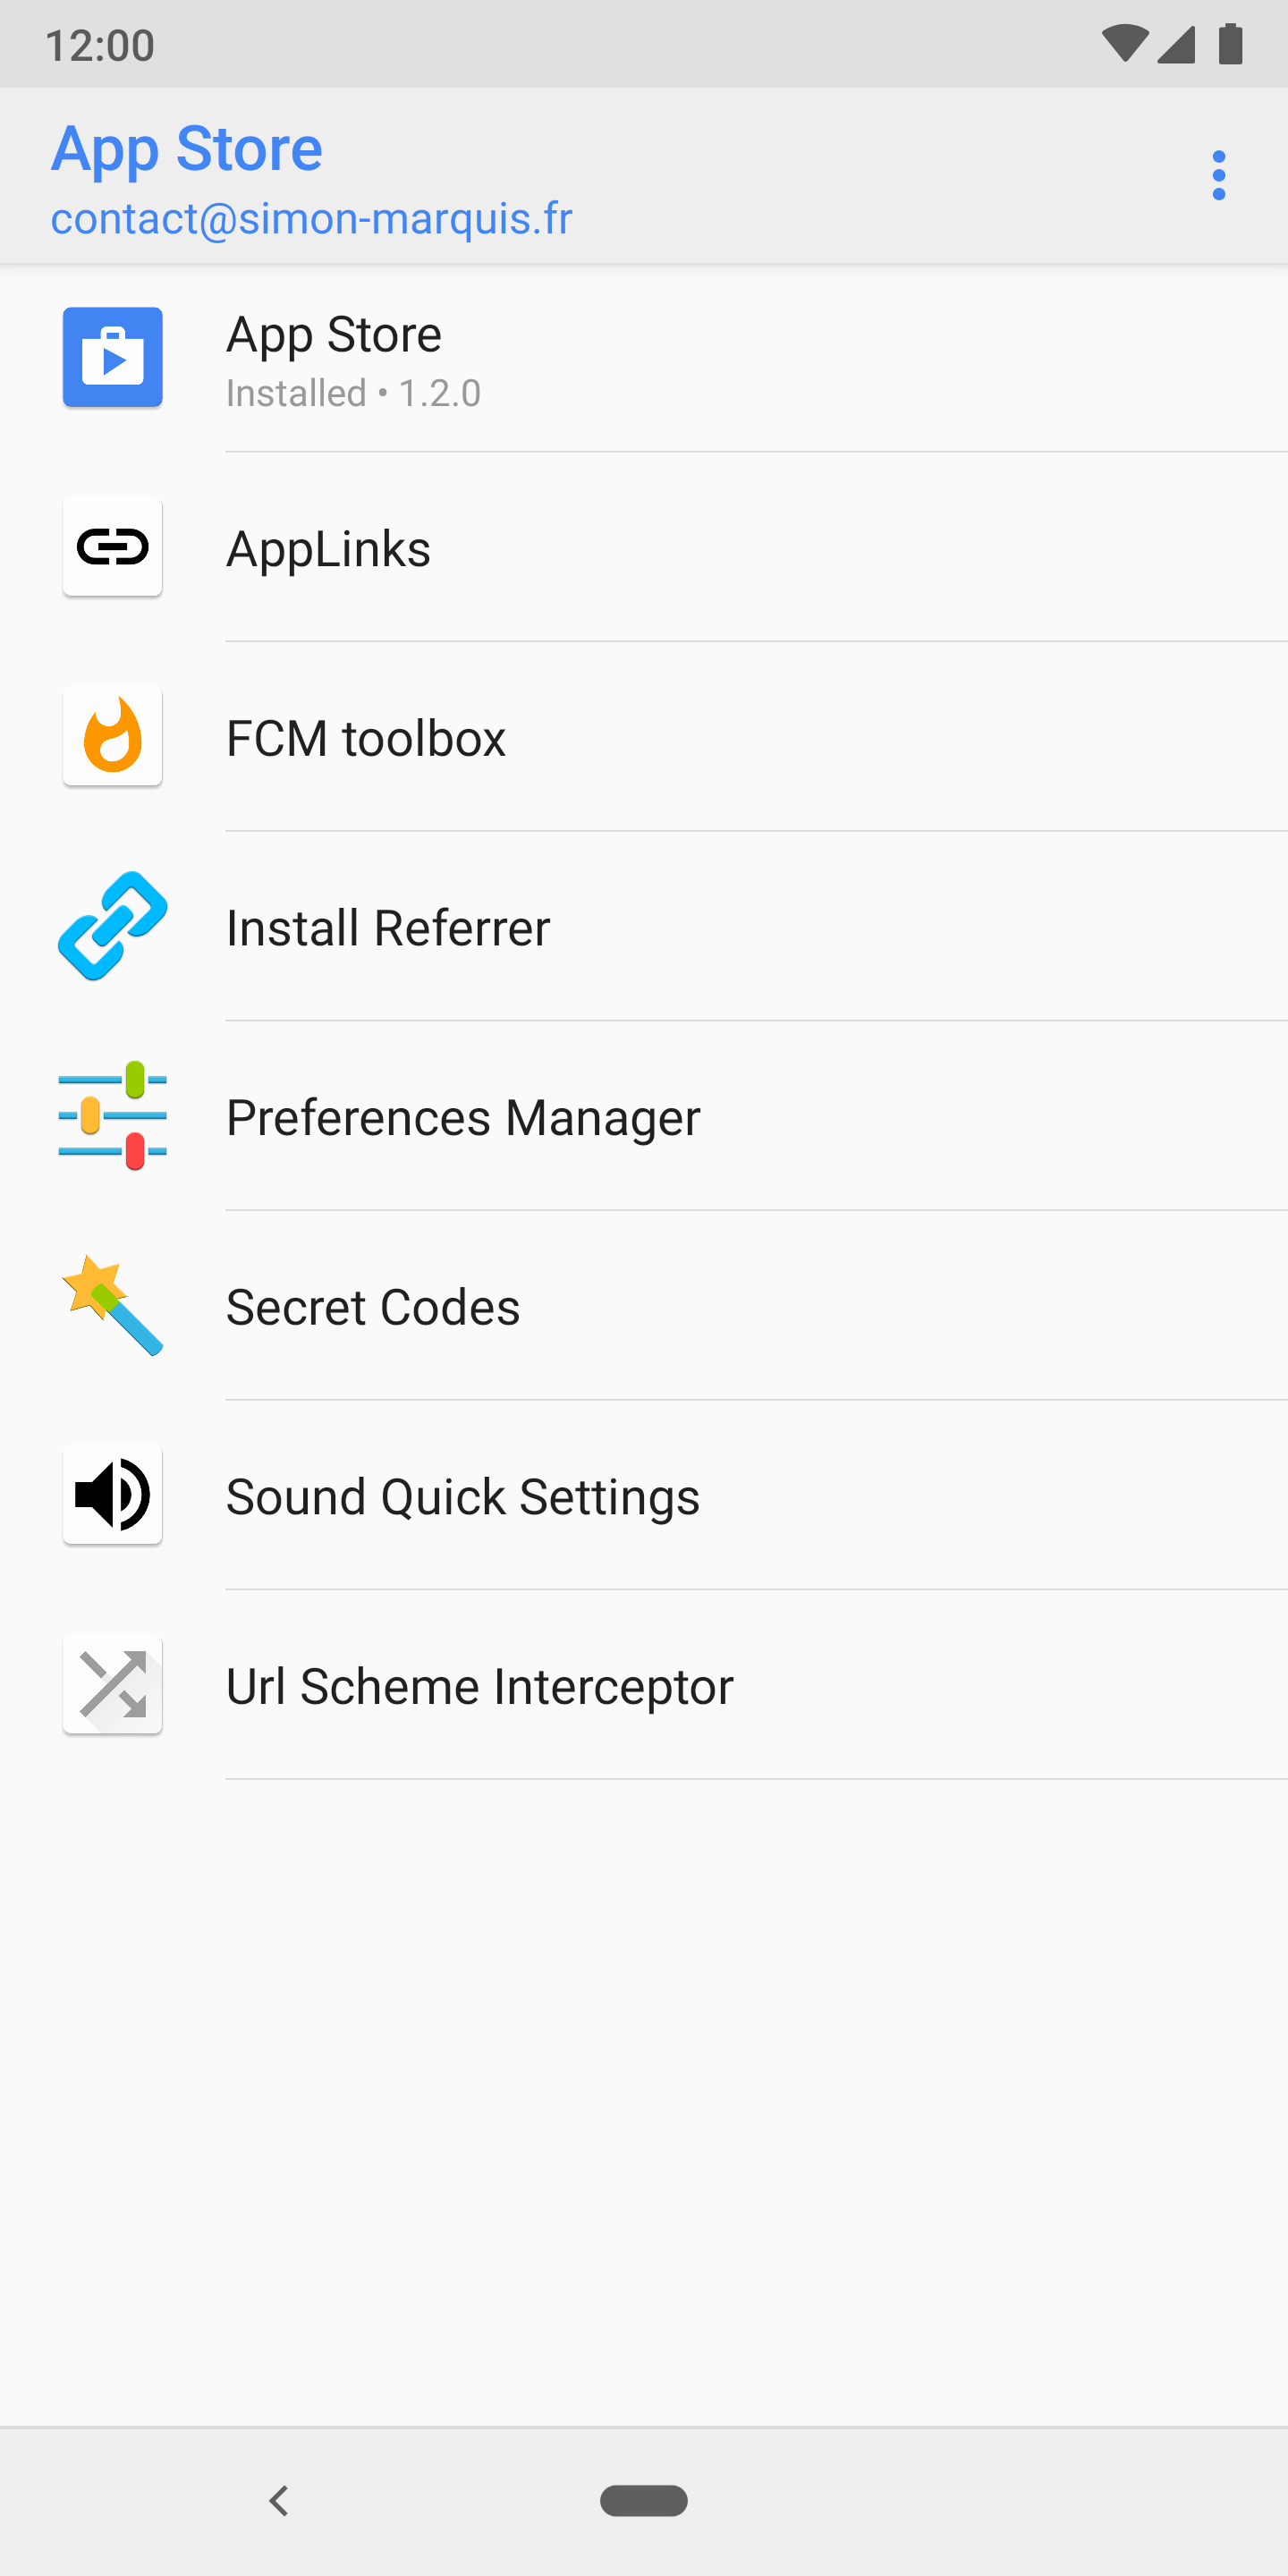 12:00
App Store
contact@simon-marquis.fr
App Store
Installed • 1.2.0
AppLinks
FCM toolbox
Install Referrer
Preferences Manager
Secret Codes
Sound Quick Settings
Url Scheme Interceptor